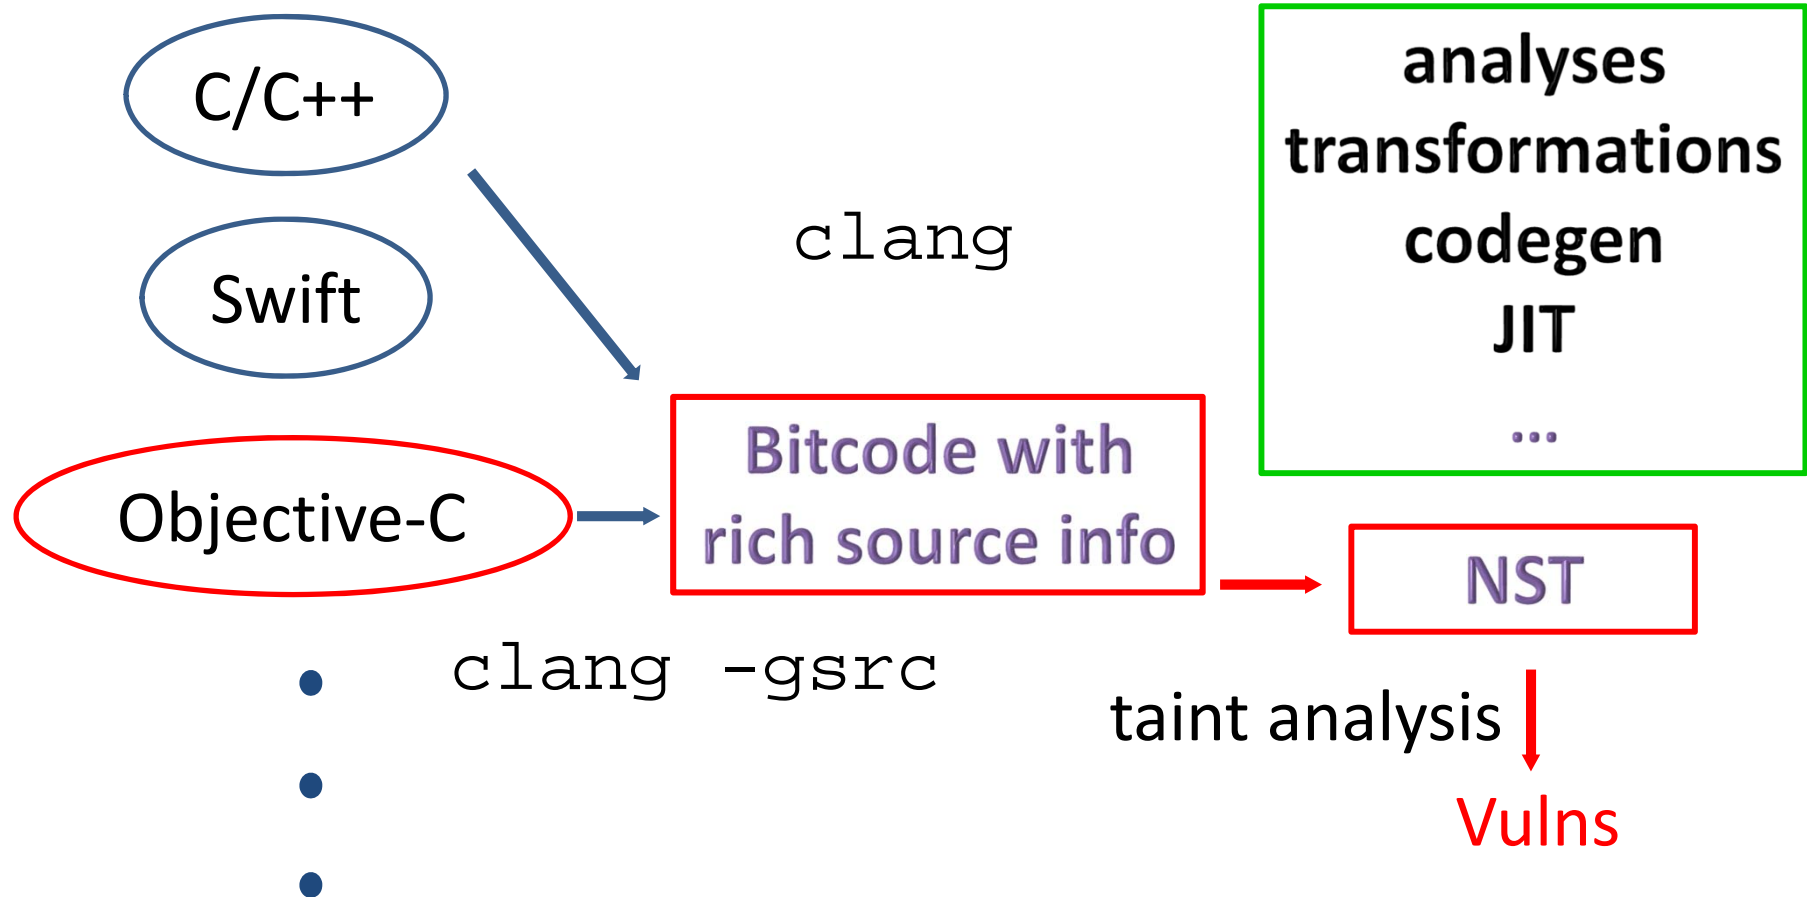 C/C++
Swift
Objective-C
clang
clang -gsrc
Bitcode with
rich source info
analyses
transformations
codegen
JIT
...
NST
taint analysis
Vulns